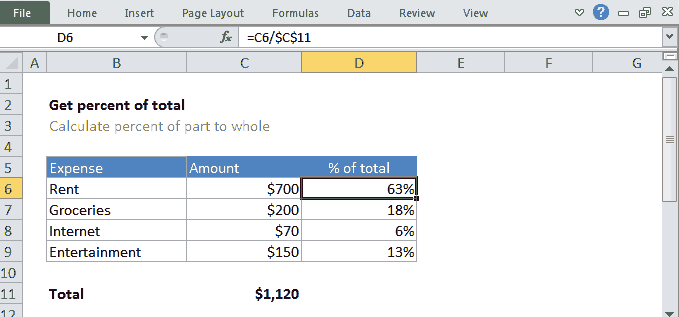 File Home Insert Page Layout Formulas Data Review View
D6 fx =C6/$C$11
A B C D E F G
1
2 Get percent of total
3 Calculate percent of part to whole
4
5 Expense Amount % of total
6 Rent $700 63%
7 Groceries $200 18%
8 Internet $70 6%
9 Entertainment $150 13%
10
11 Total $1,120
12